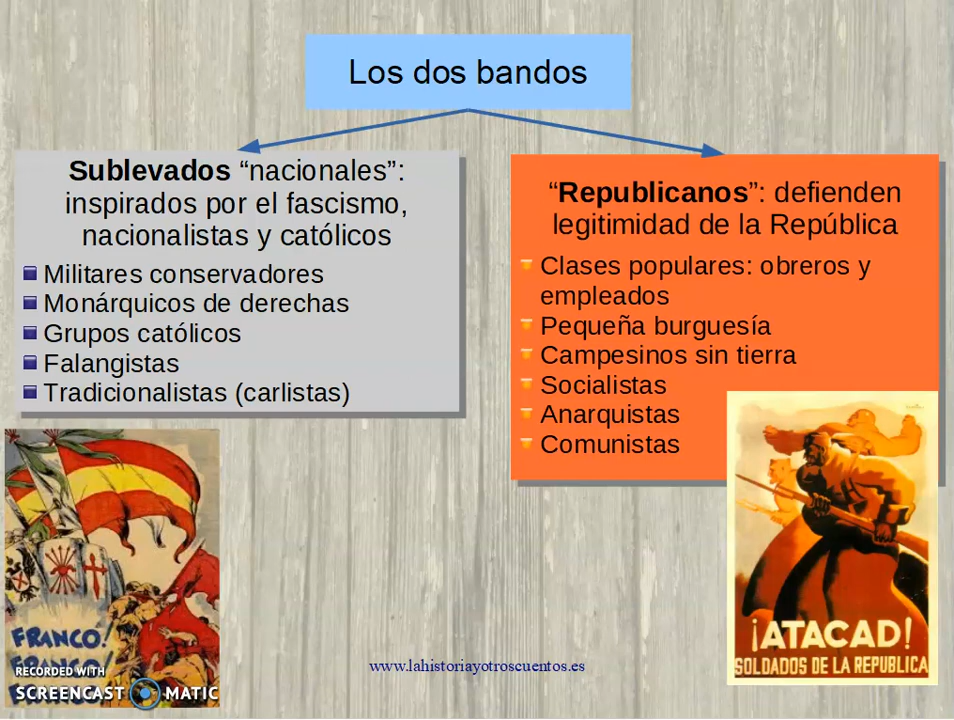 Los dos bandos
Sublevados “nacionales”:
inspirados por el fascismo,
nacionalistas y católicos
Militares conservadores
Monárquicos de derechas
Grupos católicos
Falangistas
Tradicionalistas (carlistas)
“Republicanos”: defienden
legitimidad de la República
Clases populares: obreros y
empleados
Pequeña burguesía
Campesinos sin tierra
Socialistas
Anarquistas
Comunistas
FRANCO!
FRANCO
RECORDED WITH
SCREENCAST MATIC
¡ATACAD!
SOLDADOS DE LA REPUBLICA
www.lahistoriayotroscuentos.es